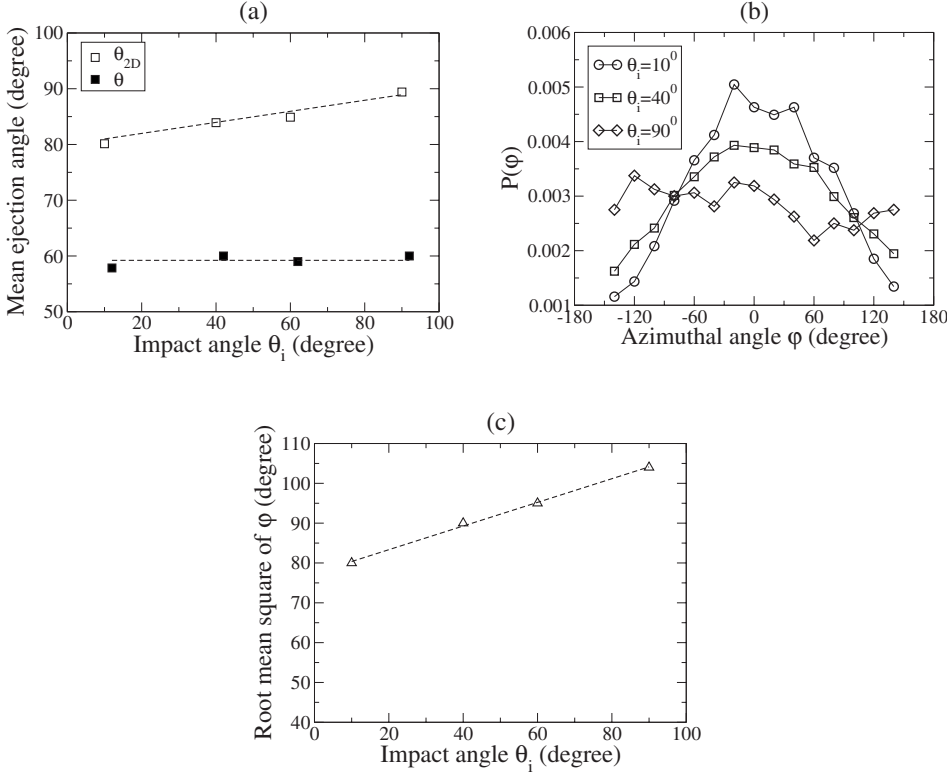 (a)
100
90
80
70
60
50
0 20 40 60 80 100
Mean ejection angle (degree)
Impact angle θi (degree)
θ2D
θ
(b)
0.006
0.005
0.004
0.003
0.002
0.001
-180 -120 -60 0 60 120 180
P(φ)
Azimuthal angle φ (degree)
θi=10⁰
θi=40⁰
θi=90⁰
(c)
110
100
90
80
70
60
50
40
0 20 40 60 80 100
Root mean square of φ (degree)
Impact angle θi (degree)